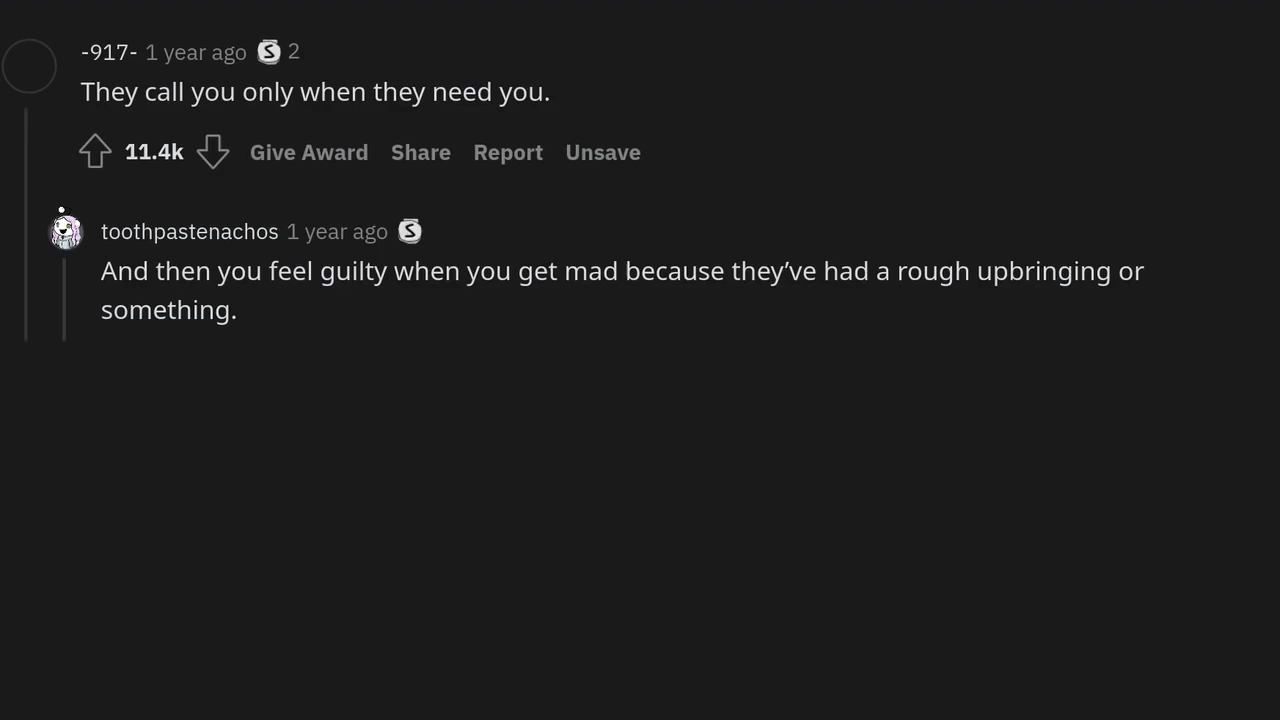 -917- 1 year ago S 2
They call you only when they need you.
11.4k Give Award Share Report Unsave
toothpastenachos 1 year ago S
And then you feel guilty when you get mad because they’ve had a rough upbringing or
something.